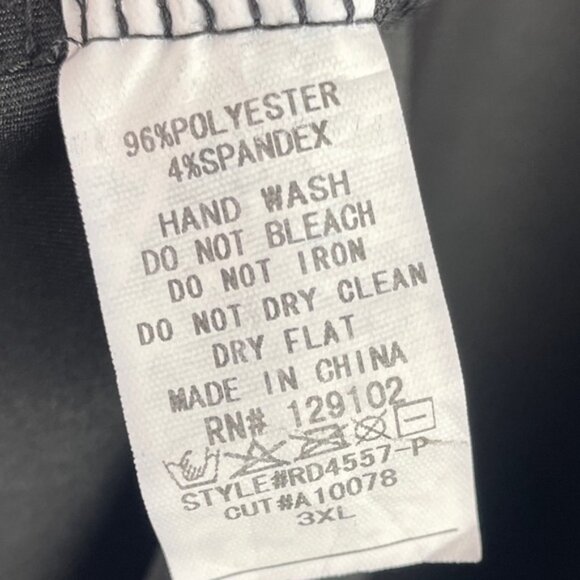 96%POLYESTER
4%SPANDEX
HAND WASH
DO NOT BLEACH
DO NOT IRON
DO NOT DRY CLEAN
DRY FLAT
MADE IN CHINA
RN# 129102
STYLE#RD4557-P
CUT#A10078
3XL